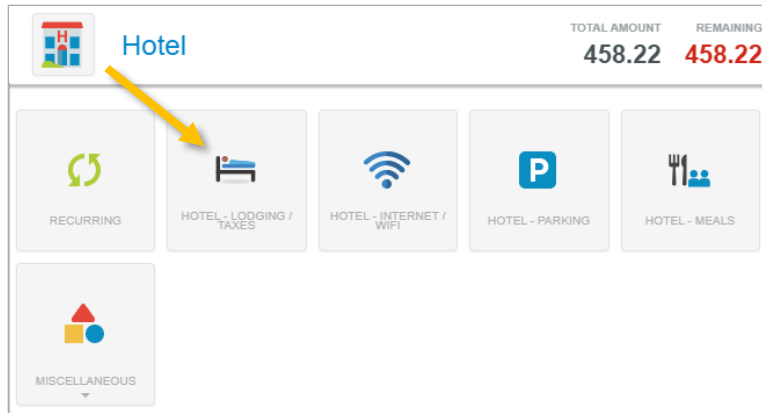 Hotel
TOTAL AMOUNT
458.22
REMAINING
458.22
RECURRING
HOTEL - LODGING /
TAXES
HOTEL - INTERNET /
WIFI
P
HOTEL - PARKING
HOTEL - MEALS
MISCELLANEOUS